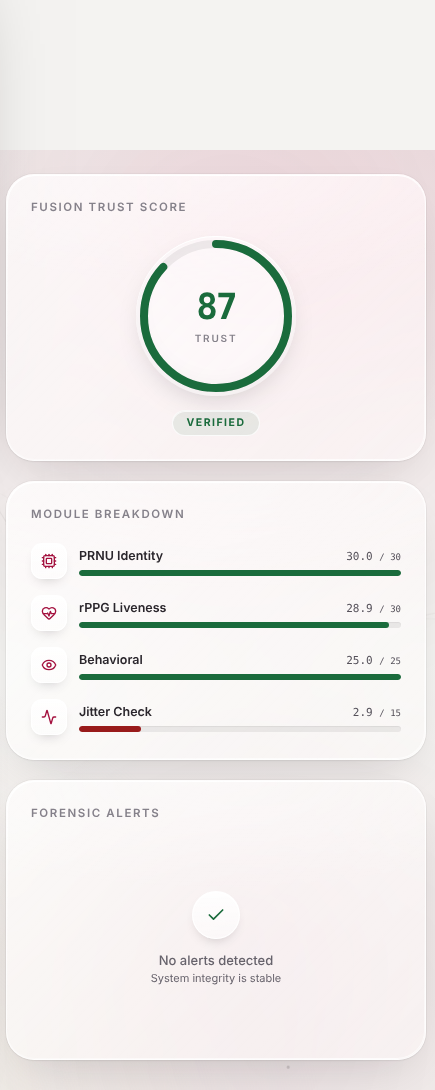 FUSION TRUST SCORE
87
TRUST
VERIFIED
MODULE BREAKDOWN
PRNU Identity 30.0 / 30
rPPG Liveness 28.9 / 30
Behavioral 25.0 / 25
Jitter Check 2.9 / 15
FORENSIC ALERTS
No alerts detected
System integrity is stable